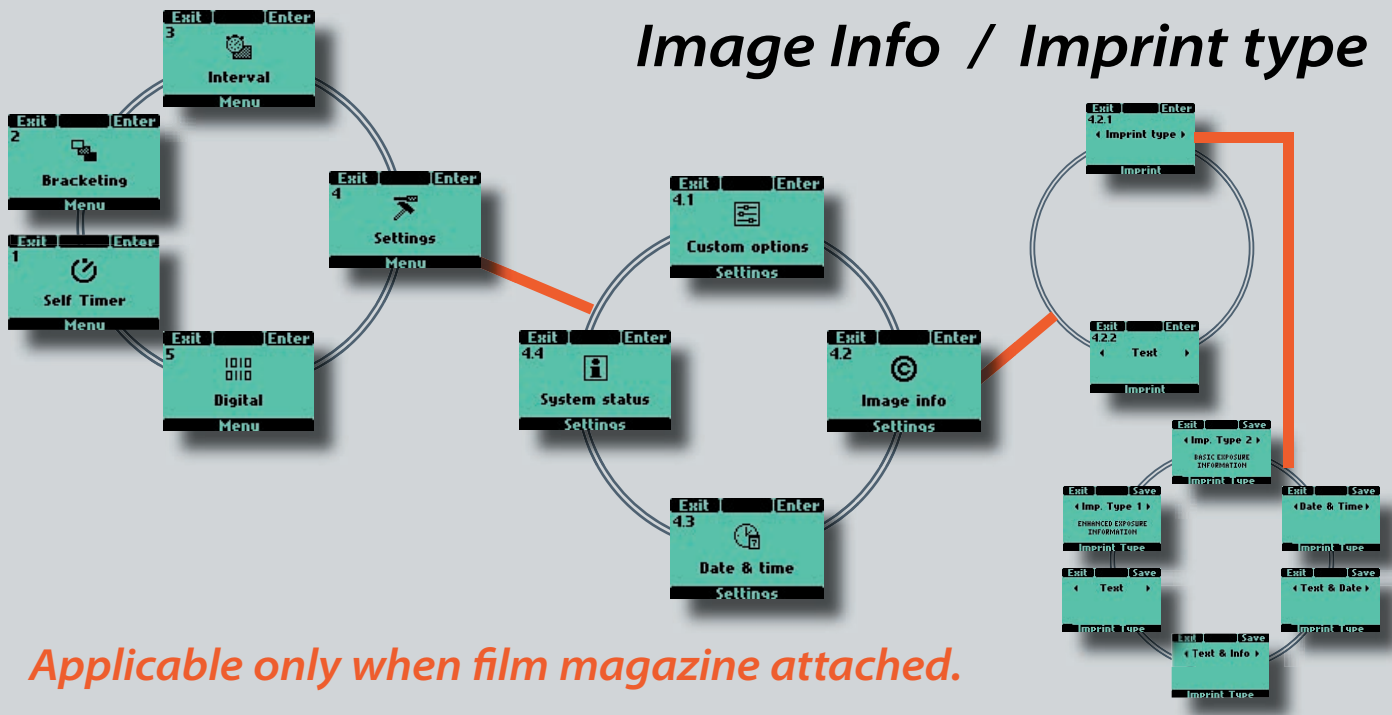 Image Info / Imprint type
Exit Enter
3
Interval
Menu
Exit Enter
2
Bracketing
Menu
Exit Enter
1
Self Timer
Menu
Exit Enter
4
Settings
Menu
Exit Enter
5
1010
0110
Digital
Menu
Exit Enter
4.1
Custom options
Settings
Exit Enter
4.4
System status
Settings
Exit Enter
4.2
©
Image info
Settings
Exit Enter
4.3
Date & time
Settings
Exit Enter
4.2.1
Imprint type
Imprint
Exit Enter
4.2.2
Text
Imprint
Exit Save
Imp. Type 2
BASIC EXPOSURE
INFORMATION
Imprint Type
Exit Save
Imp. Type 1
ENHANCED EXPOSURE
INFORMATION
Imprint Type
Exit Save
Date & Time
Imprint Type
Exit Save
Text
Imprint Type
Exit Save
Text & Date
Imprint Type
Exit Save
Text & Info
Imprint Type
Applicable only when film magazine attached.